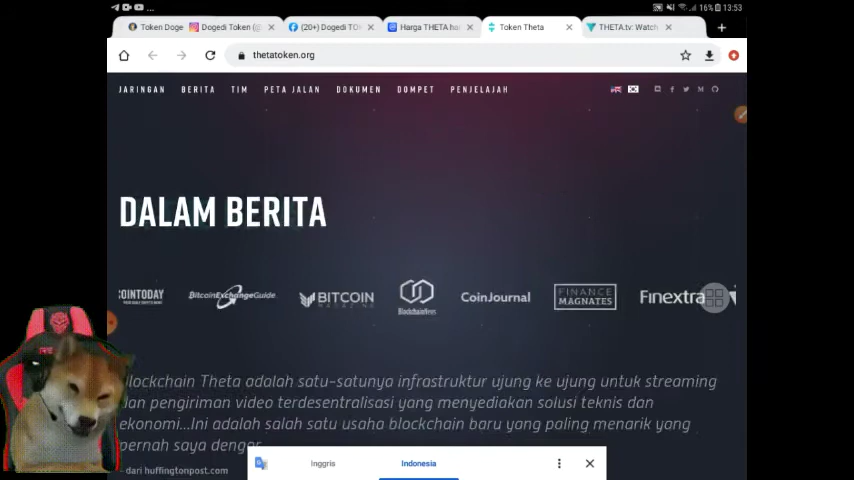 16% 13:53
Token Doge
Dogedi Token (@
(20+) Dogedi TO
Harga THETA ha
Token Theta
THETA.tv: Watch
thetatoken.org
JARINGAN BERITA TIM PETA JALAN DOKUMEN DOMPET PENJELAJAH
DALAM BERITA
COINTODAY
BitcoinExchangeGuide
BITCOIN
MAGAZINE
BlockchainNews
CoinJournal
FINANCE
MAGNATES
Finextra
Blockchain Theta adalah satu-satunya infrastruktur ujung ke ujung untuk streaming
dan pengiriman video terdesentralisasi yang menyediakan solusi teknis dan
ekonomi...Ini adalah salah satu usaha blockchain baru yang paling menarik yang
pernah saya dengar
- dari huffingtonpost.com
Inggris
Indonesia